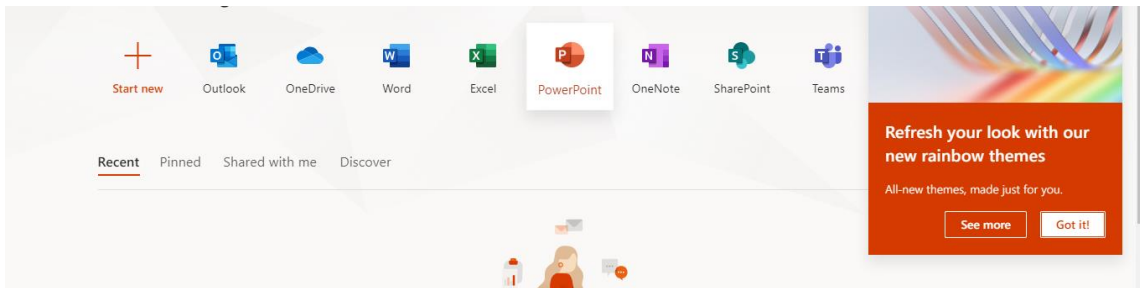 Start new Outlook OneDrive Word Excel PowerPoint OneNote SharePoint Teams
Recent Pinned Shared with me Discover
Refresh your look with our
new rainbow themes
All-new themes, made just for you.
See more Got it!